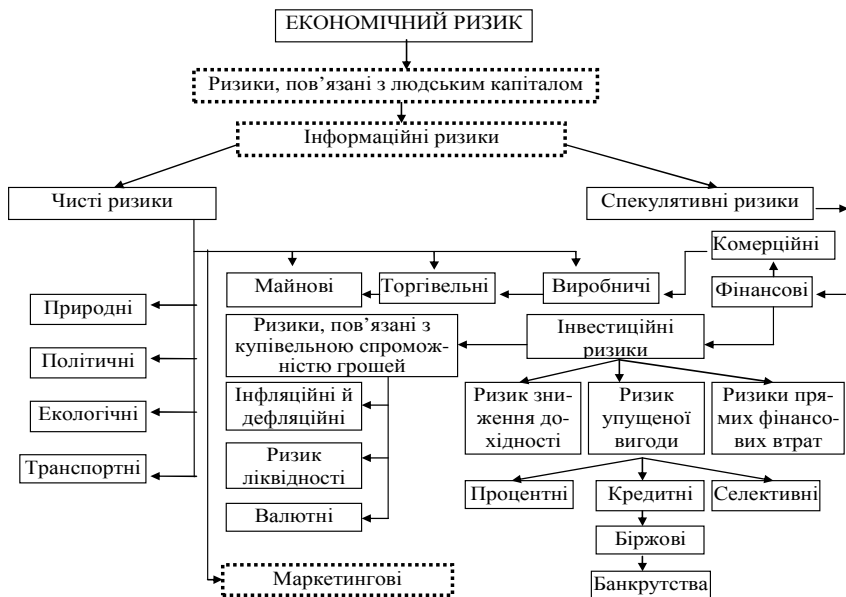 ЕКОНОМІЧНИЙ РИЗИК
Ризики, пов’язані з людським капіталом
Інформаційні ризики
Чисті ризики
Спекулятивні ризики
Комерційні
Майнові
Торгівельні
Виробничі
Фінансові
Природні
Політичні
Екологічні
Транспортні
Ризики, пов’язані з
купівельною спромож-
ністю грошей
Інвестиційні
ризики
Інфляційні й
дефляційні
Ризик
ліквідності
Валютні
Ризик зни-
ження до-
хідності
Ризик
упущеної
вигоди
Ризики пря-
мих фінансо-
вих втрат
Процентні
Кредитні
Селективні
Біржові
Банкрутства
Маркетингові